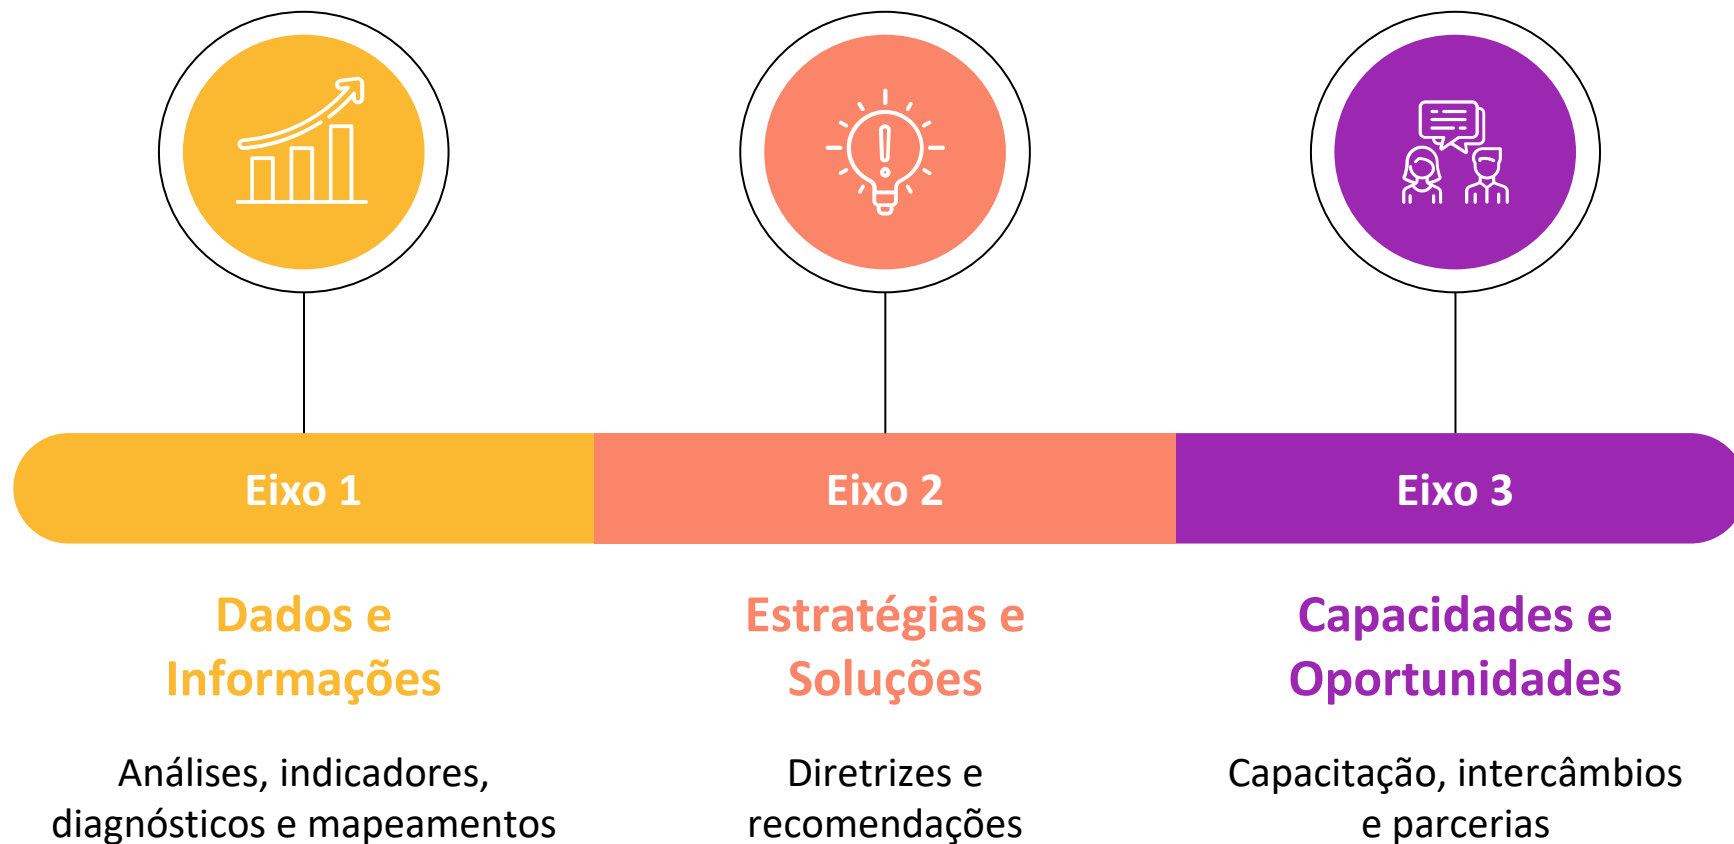 Eixo 1
Eixo 2
Eixo 3
Dados e
Informações
Estratégias e
Soluções
Capacidades e
Oportunidades
Análises, indicadores,
diagnósticos e mapeamentos
Diretrizes e
recomendações
Capacitação, intercâmbios
e parcerias